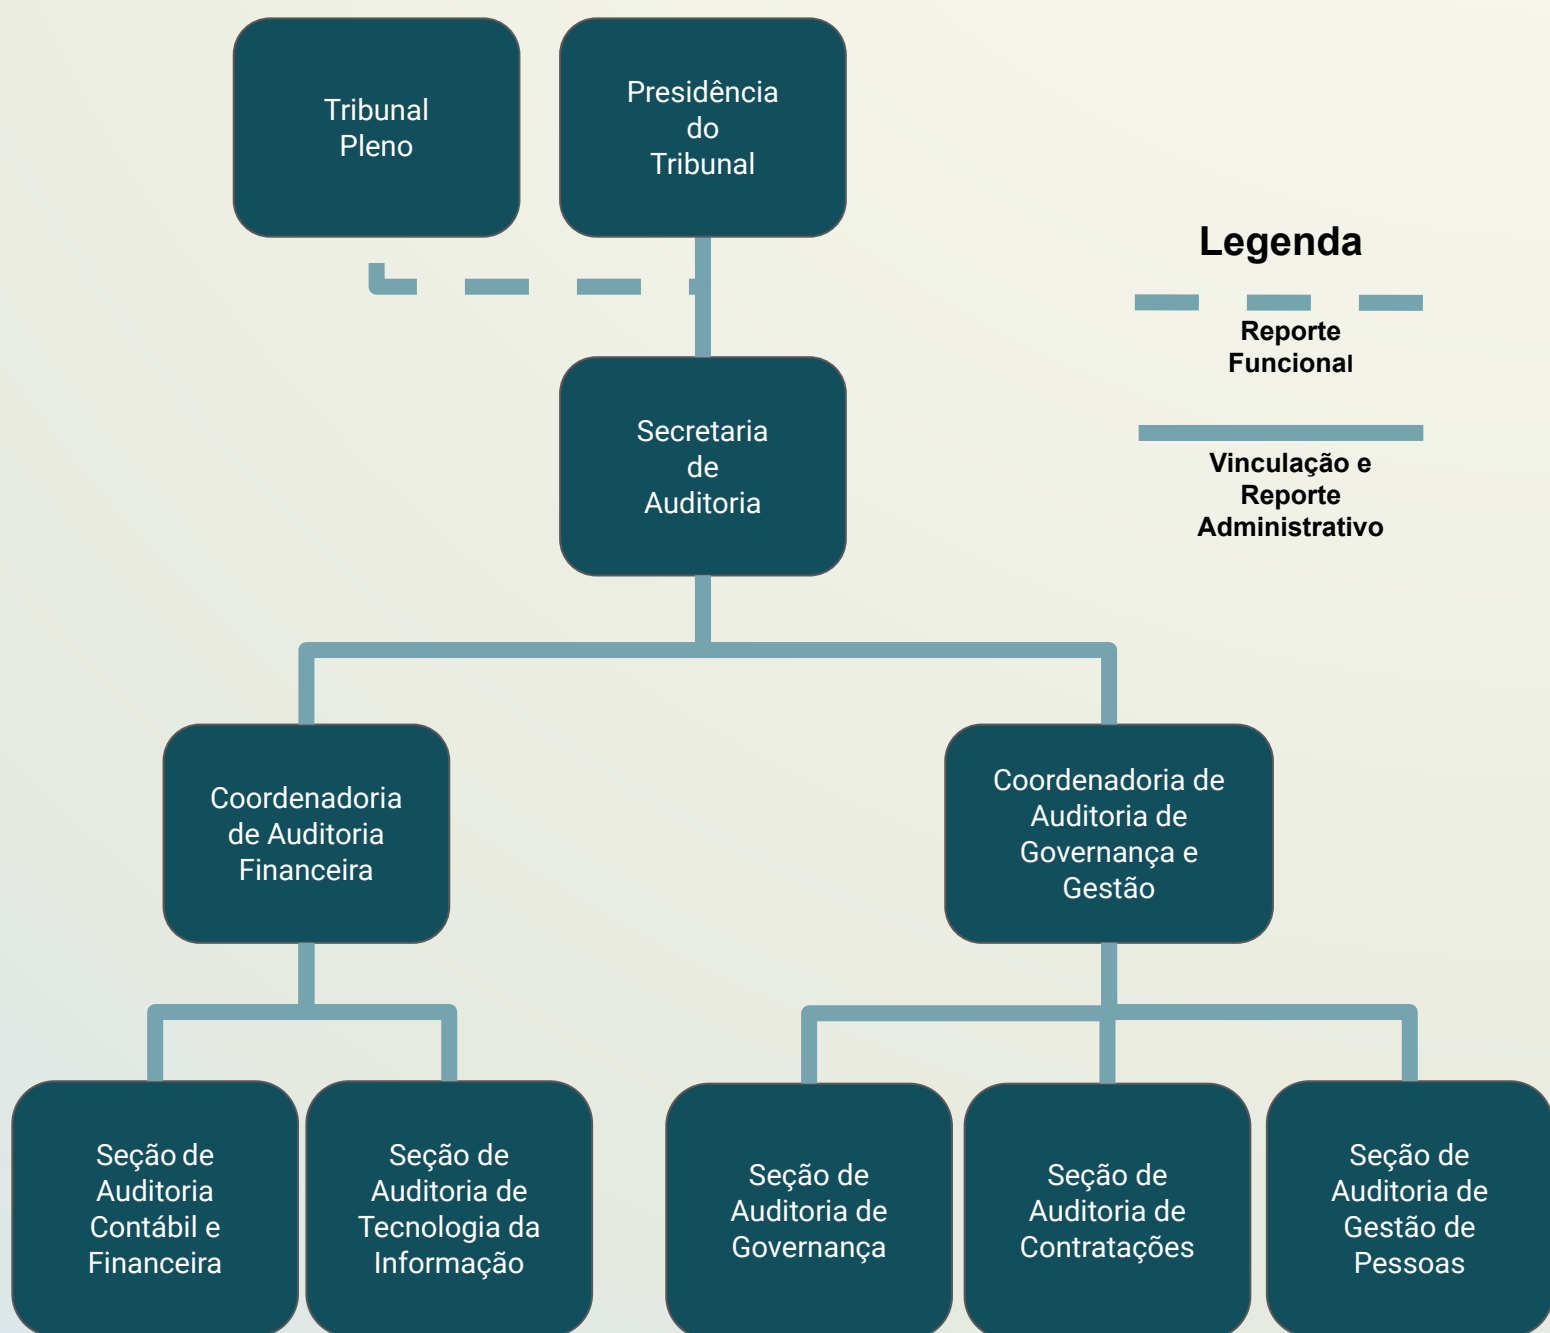 Tribunal
Pleno
Presidência
do
Tribunal
Legenda
Reporte
Funcional
Vinculação e
Reporte
Administrativo
Secretaria
de
Auditoria
Coordenadoria
de Auditoria
Financeira
Coordenadoria de
Auditoria de
Governança e
Gestão
Seção de
Auditoria
Contábil e
Financeira
Seção de
Auditoria de
Tecnologia da
Informação
Seção de
Auditoria de
Governança
Seção de
Auditoria de
Contratações
Seção de
Auditoria de
Gestão de
Pessoas